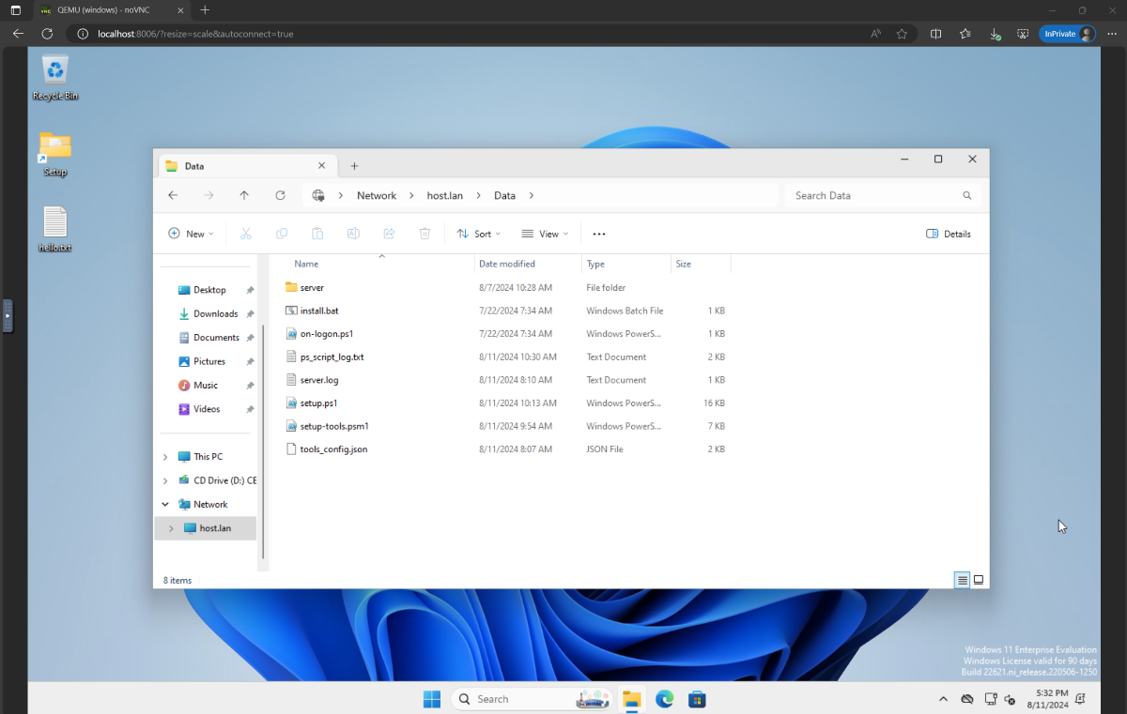 QEMU (windows) - noVNC
localhost:8006/?resize=scale&autoconnect=true
InPrivate
Recycle Bin
Setup
hello.txt
Data
Network > host.lan > Data >
Search Data
New
Sort
View
Details
Name Date modified Type Size
server 8/7/2024 10:28 AM File folder
install.bat 7/22/2024 7:34 AM Windows Batch File 1 KB
on-logon.ps1 7/22/2024 7:34 AM Windows PowerS... 1 KB
ps_script_log.txt 8/11/2024 10:30 AM Text Document 2 KB
server.log 8/11/2024 8:10 AM Text Document 1 KB
setup.ps1 8/11/2024 10:13 AM Windows PowerS... 16 KB
setup-tools.psm1 8/11/2024 9:54 AM Windows PowerS... 7 KB
tools_config.json 8/11/2024 8:07 AM JSON File 2 KB
Desktop
Downloads
Documents
Pictures
Music
Videos
This PC
CD Drive (D:) CE
Network
host.lan
8 items
Windows 11 Enterprise Evaluation
Windows License valid for 90 days
Build 22621.ni_release.220506-1250
Search
5:32 PM
8/11/2024